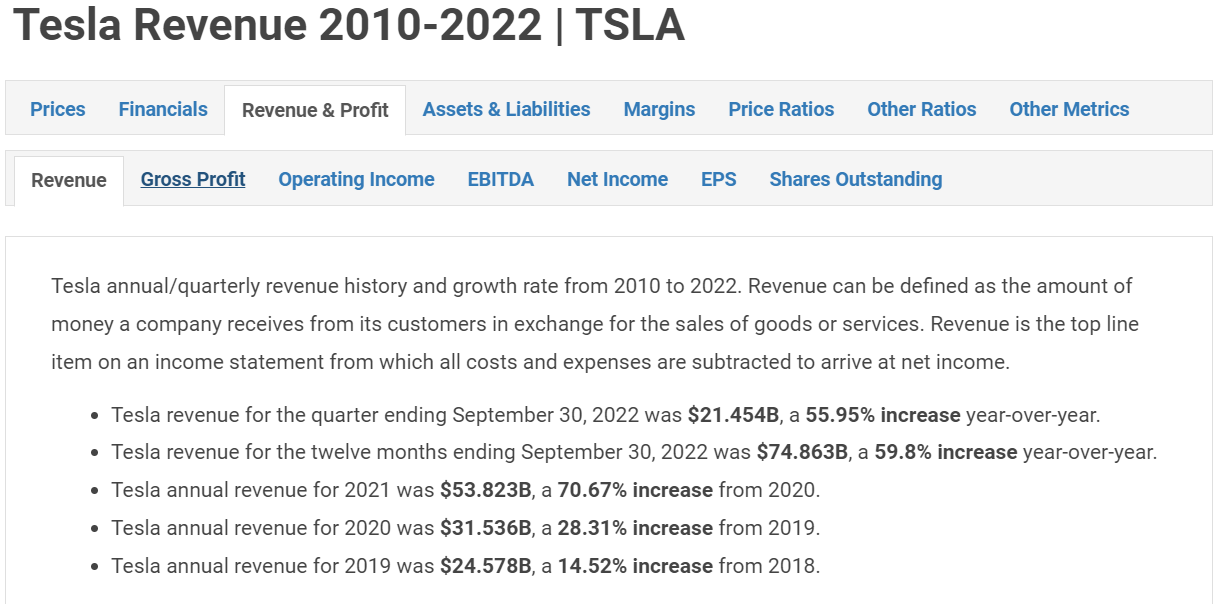 Tesla Revenue 2010-2022 | TSLA
Prices Financials Revenue & Profit Assets & Liabilities Margins Price Ratios Other Ratios Other Metrics
Revenue Gross Profit Operating Income EBITDA Net Income EPS Shares Outstanding
Tesla annual/quarterly revenue history and growth rate from 2010 to 2022. Revenue can be defined as the amount of
money a company receives from its customers in exchange for the sales of goods or services. Revenue is the top line
item on an income statement from which all costs and expenses are subtracted to arrive at net income.
• Tesla revenue for the quarter ending September 30, 2022 was $21.454B, a 55.95% increase year-over-year.
• Tesla revenue for the twelve months ending September 30, 2022 was $74.863B, a 59.8% increase year-over-year.
• Tesla annual revenue for 2021 was $53.823B, a 70.67% increase from 2020.
• Tesla annual revenue for 2020 was $31.536B, a 28.31% increase from 2019.
• Tesla annual revenue for 2019 was $24.578B, a 14.52% increase from 2018.